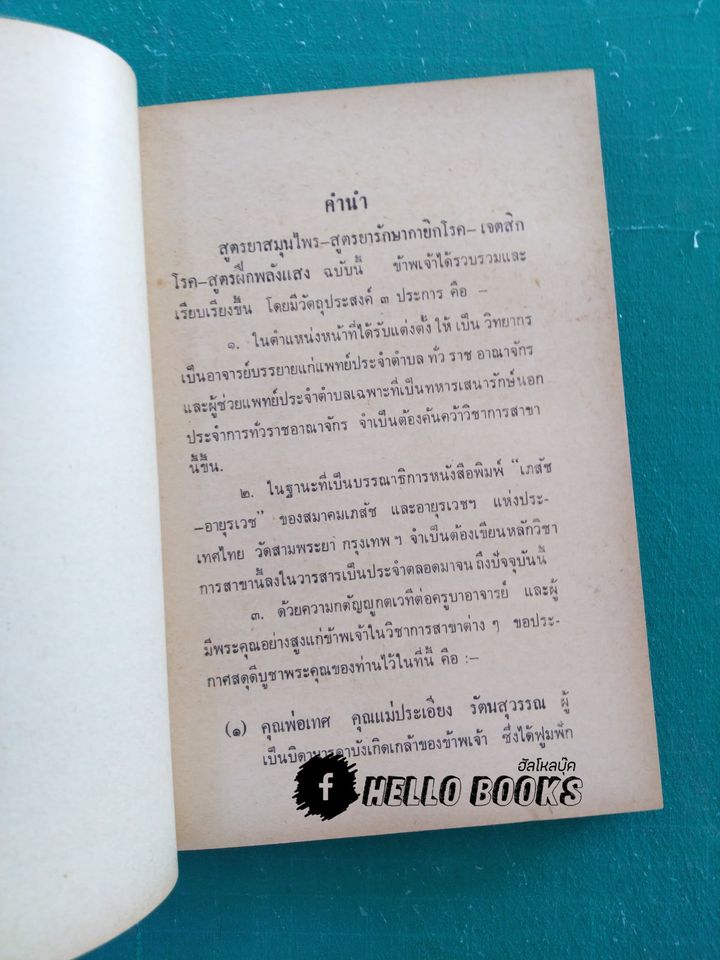 คำนำ
สูตรยาสมุนไพร–สูตรยารักษากายิกโรค–เจตสิก
โรค–สูตรฝึกพลังแสง ฉบับนี้ ข้าพเจ้าได้รวบรวมและ
เรียบเรียงขึ้น โดยมีวัตถุประสงค์ ๓ ประการ คือ –
๑. ในตำแหน่งหน้าที่ได้รับแต่งตั้ง ให้ เป็น วิทยากร
เป็นอาจารย์บรรยายแก่แพทย์ประจำตำบล ทั่ว ราช อาณาจักร
และผู้ช่วยแพทย์ประจำตำบลเฉพาะที่เป็นทหารเสนารักษ์นอก
ประจำการทั่วราชอาณาจักร จำเป็นต้องค้นคว้าวิชาการสาขา
นี้ขึ้น.
๒. ในฐานะที่เป็นบรรณาธิการหนังสือพิมพ์ “เภสัช
–อายุรเวช” ของสมาคมเภสัช และอายุรเวชฯ แห่งประ-
เทศไทย วัดสามพระยา กรุงเทพ ฯ จำเป็นต้องเขียนหลักวิชา
การสาขานี้ลงในวารสารเป็นประจำตลอดมาจน ถึงปัจจุบันนี้
๓. ด้วยความกตัญญูกตเวทีต่อครูบาอาจารย์ และผู้
มีพระคุณอย่างสูงแก่ข้าพเจ้าในวิชาการสาขาต่าง ๆ ขอประ-
กาศสดุดีบูชาพระคุณของท่านไว้ในที่นี้ คือ :–
(๑) คุณพ่อเทศ คุณแม่ประเอียง รัตนสุวรรณ ผู้
เป็นบิดามารดาบังเกิดเกล้าของข้าพเจ้า ซึ่งได้ฟูมฟัก
ฮัลโหลบุ๊ค
f HELLO BOOKS